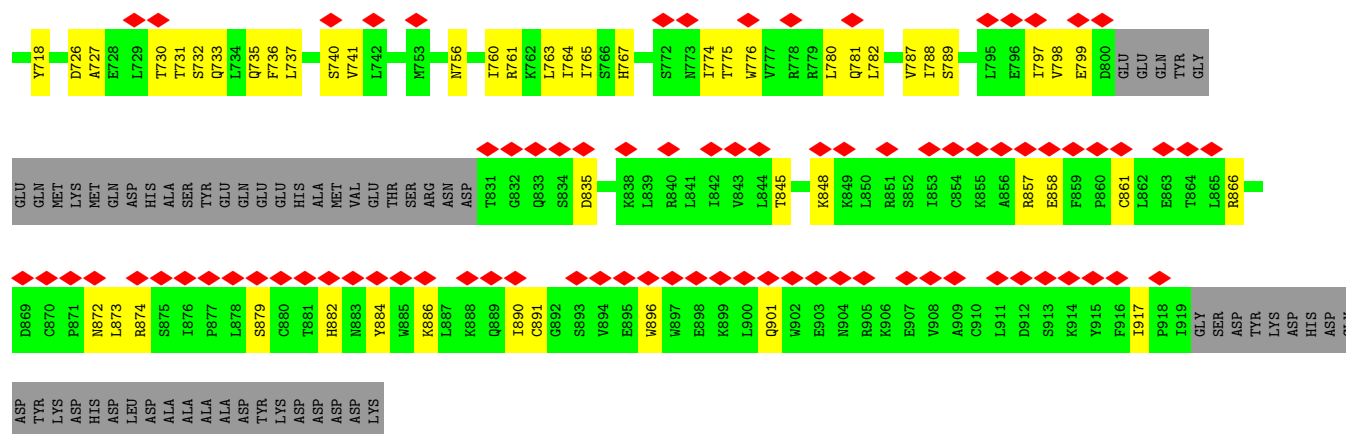 Y718 D726 A727 E728 L729 T730 T731 S732 Q733 L734 Q735 F736 L737 S740 V741 L742 M753 N756 I760 R761 K762 L763 I764 I765 S766 H767 S772 N773 I774 T775 W776 V777 R778 R779 L780 Q781 L782 V787 I788 S789 L795 E796 I797 V798 E799 D800 GLU GLU GLN TYR GLY
GLU GLN MET LYS MET GLN ASP HIS ALA SER TYR GLU GLN GLU GLU HIS ALA MET VAL GLU THR SER ARG ASN ASP T831 G832 Q833 S834 D835 K838 L839 R840 L841 I842 V843 L844 T845 K848 K849 L850 R851 S852 I853 C854 K855 A856 R857 E858 F859 P860 C861 L862 E863 T864 L865 R866
D869 C870 P871 N872 L873 R874 S875 I876 P877 L878 S879 C880 T881 H882 N883 Y884 W885 K886 L887 K888 Q889 I890 C891 G892 S893 V894 E895 W896 W897 E898 K899 L900 Q901 W902 E903 N904 R905 K906 E907 V908 A909 C910 L911 D912 S913 K914 Y915 F916 I917 P918 I919 GLY SER ASP TYR LYS ASP HIS ASP
ASP TYR LYS ASP HIS ASP LEU ASP ALA ALA ALA ALA ASP TYR LYS ASP ASP ASP ASP LYS